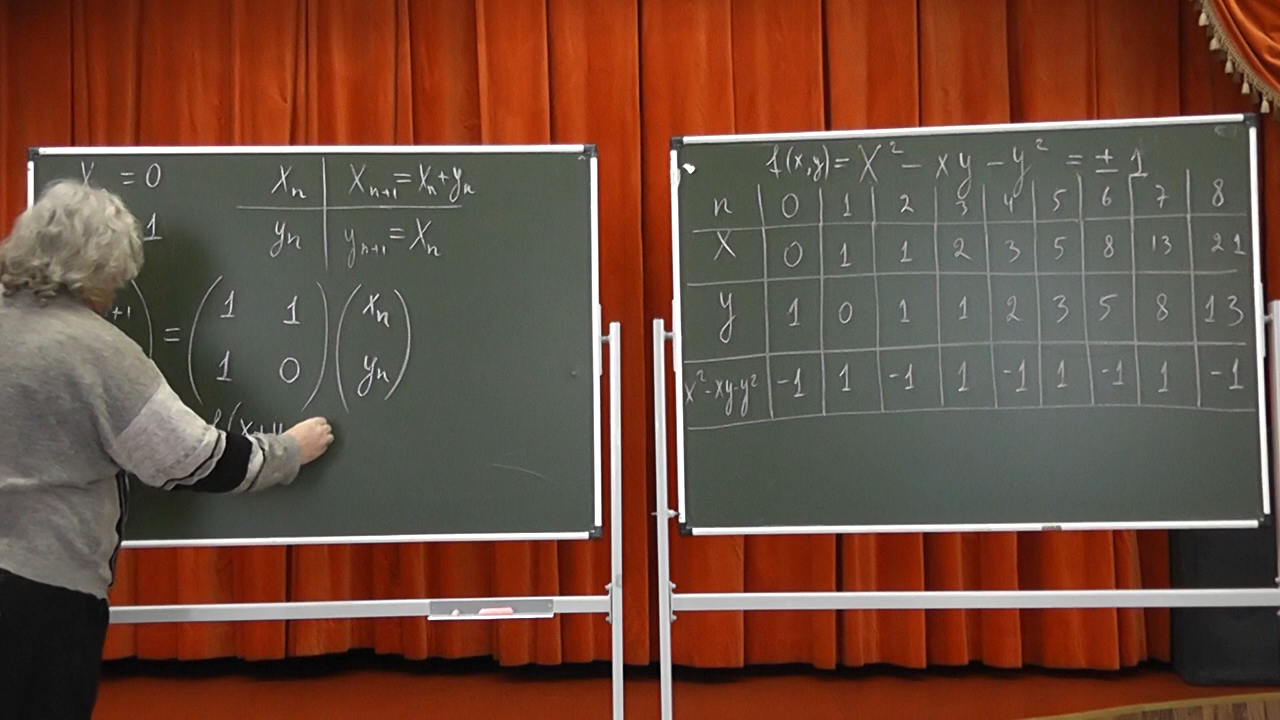 X = 0
1
Xₙ | Xₙ₊₁ = Xₙ + yₙ
yₙ | yₙ₊₁ = Xₙ
+1 ) = ( 1 1 ) ( xₙ )
( 1 0 ) ( yₙ )
f(x+y
f(x,y) = X² − xy − y² = ± 1
n | 0 | 1 | 2 | 3 | 4 | 5 | 6 | 7 | 8
X | 0 | 1 | 1 | 2 | 3 | 5 | 8 | 13 | 21
y | 1 | 0 | 1 | 1 | 2 | 3 | 5 | 8 | 13
x²-xy-y² | -1 | 1 | -1 | 1 | -1 | 1 | -1 | 1 | -1